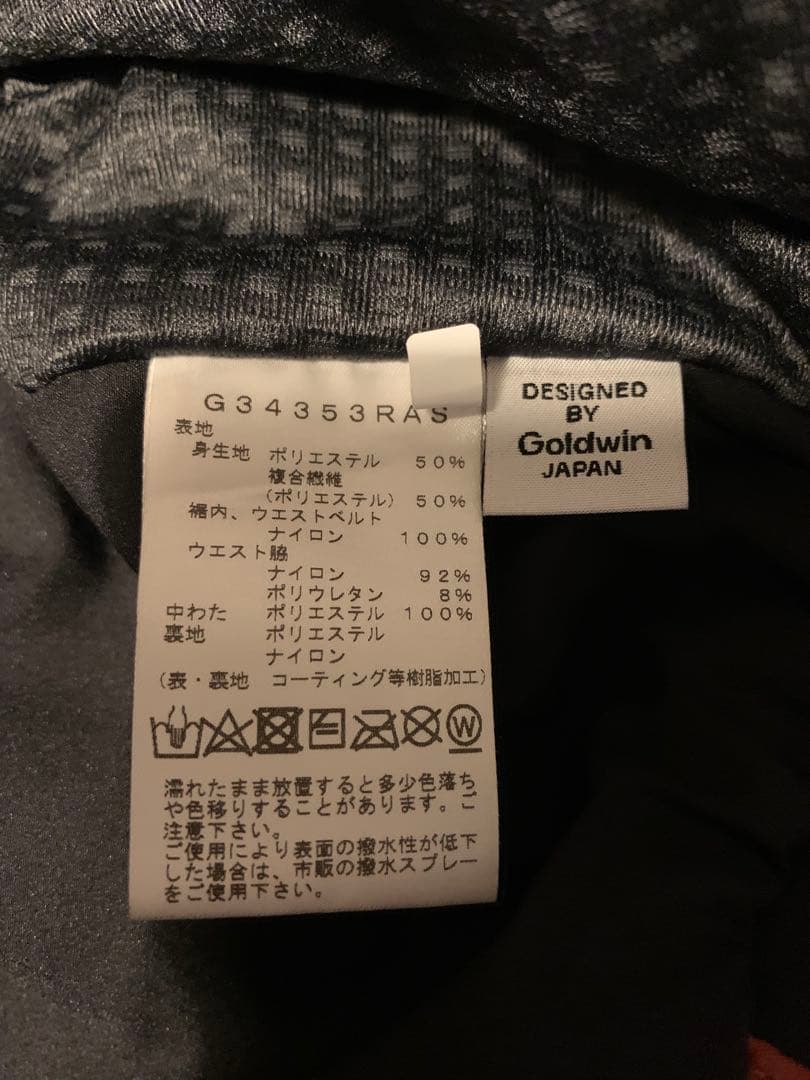 G34353RAS
表地
身生地 ポリエステル 50%
複合繊維
(ポリエステル) 50%
裾内、ウエストベルト
ナイロン 100%
ウエスト脇
ナイロン 92%
ポリウレタン 8%
中わた ポリエステル 100%
裏地 ポリエステル
ナイロン
(表・裏地 コーティング等樹脂加工)
W
濡れたまま放置すると多少色落ち
や色移りすることがあります。ご
注意下さい。
ご使用により表面の撥水性が低下
した場合は、市販の撥水スプレー
をご使用下さい。
DESIGNED
BY
Goldwin
JAPAN